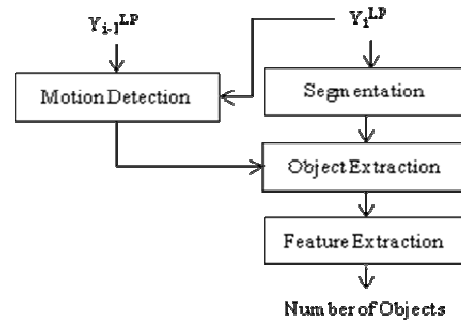 Y_{i-1}^{LP} Y_i^{LP}
Motion Detection
Segmentation
Object Extraction
Feature Extraction
Number of Objects